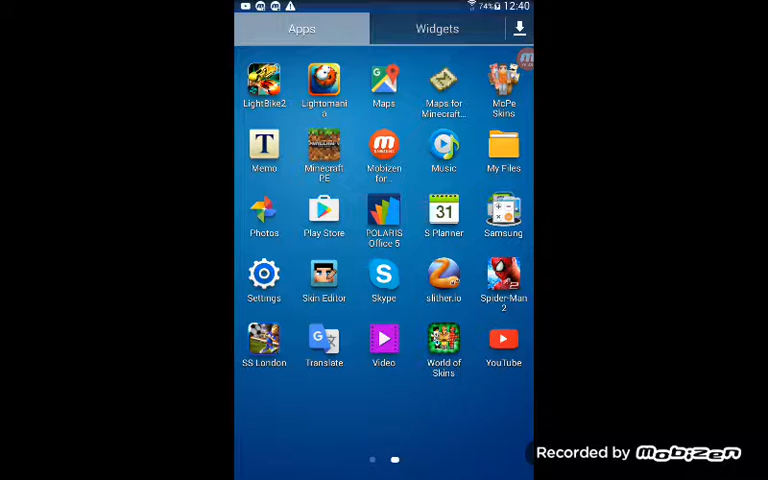 74% 12:40
Apps
Widgets
LightBike2
Lightomani
a
Maps
Maps for
Minecraft...
McPe
Skins
Memo
Minecraft
PE
Mobizen
for...
Music
My Files
Photos
Play Store
POLARIS
Office 5
31
S Planner
Samsung
Settings
Skin Editor
Skype
slither.io
Spider-Man
2
SS London
Translate
Video
World of
Skins
YouTube
Recorded by Mobizen